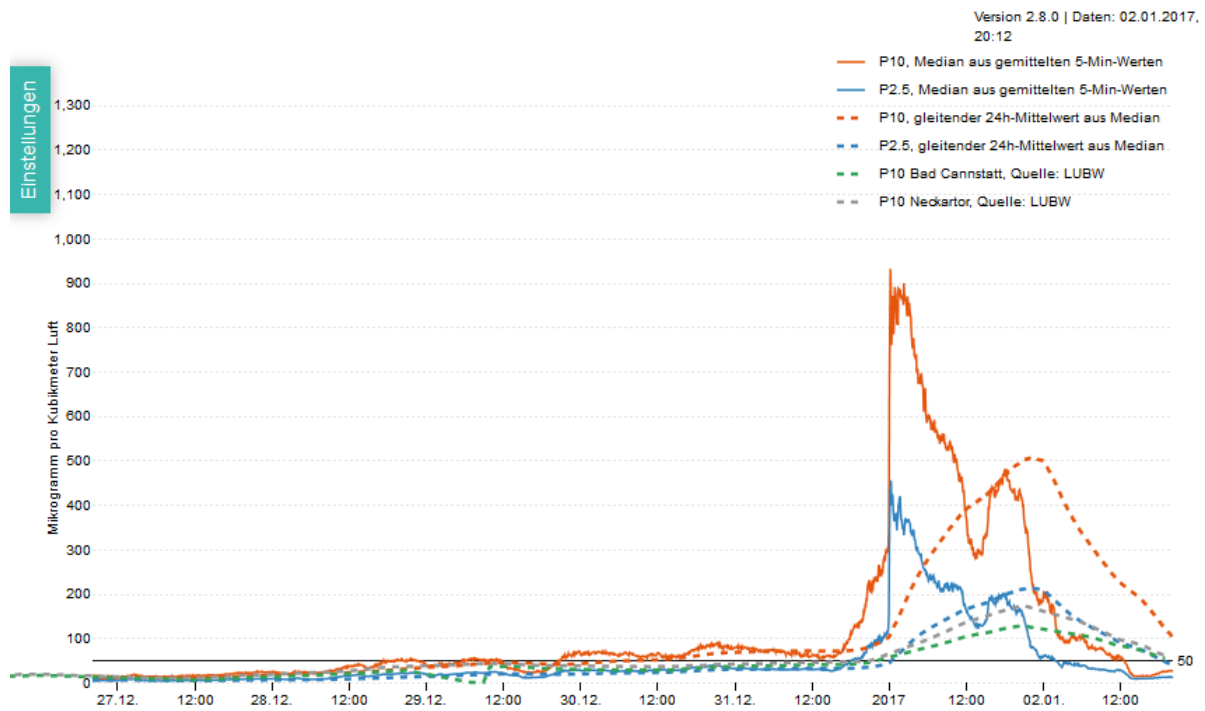 Version 2.8.0 | Daten: 02.01.2017,
20:12
P10, Median aus gemittelten 5-Min-Werten
P2.5, Median aus gemittelten 5-Min-Werten
P10, gleitender 24h-Mittelwert aus Median
P2.5, gleitender 24h-Mittelwert aus Median
P10 Bad Cannstatt, Quelle: LUBW
P10 Neckartor, Quelle: LUBW
Einstellungen
Mikrogramm pro Kubikmeter Luft
1,300
1,200
1,100
1,000
900
800
700
600
500
400
300
200
100
0
50
27.12. 12:00 28.12. 12:00 29.12. 12:00 30.12. 12:00 31.12. 12:00 2017 12:00 02.01. 12:00